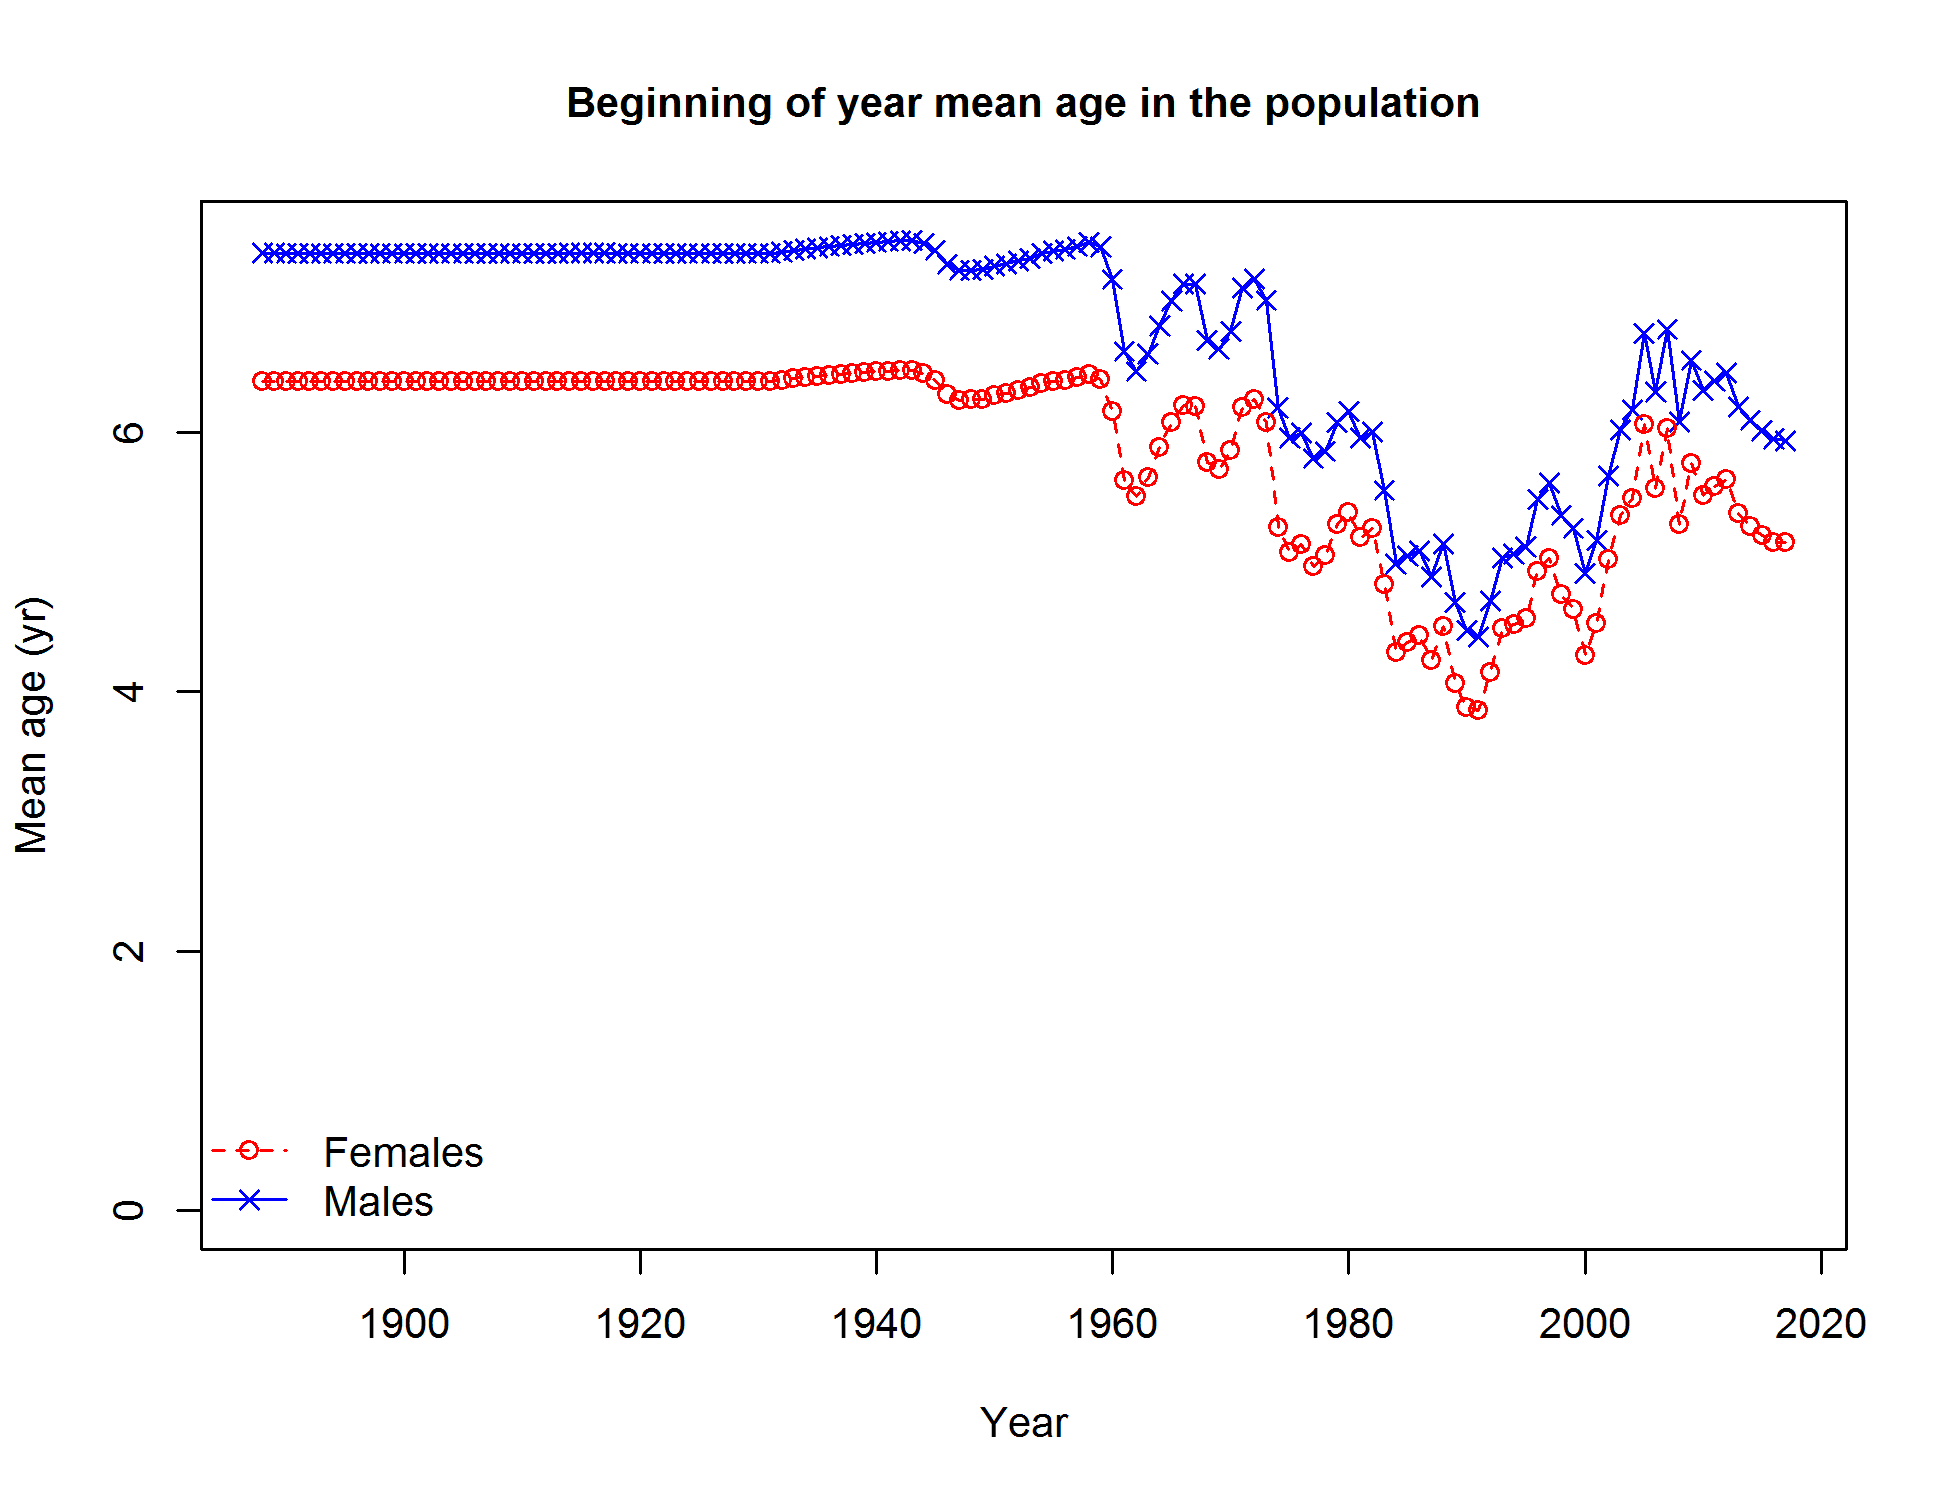 Beginning of year mean age in the population
Mean age (yr)
6
4
2
0
Females
Males
1900 1920 1940 1960 1980 2000 2020
Year